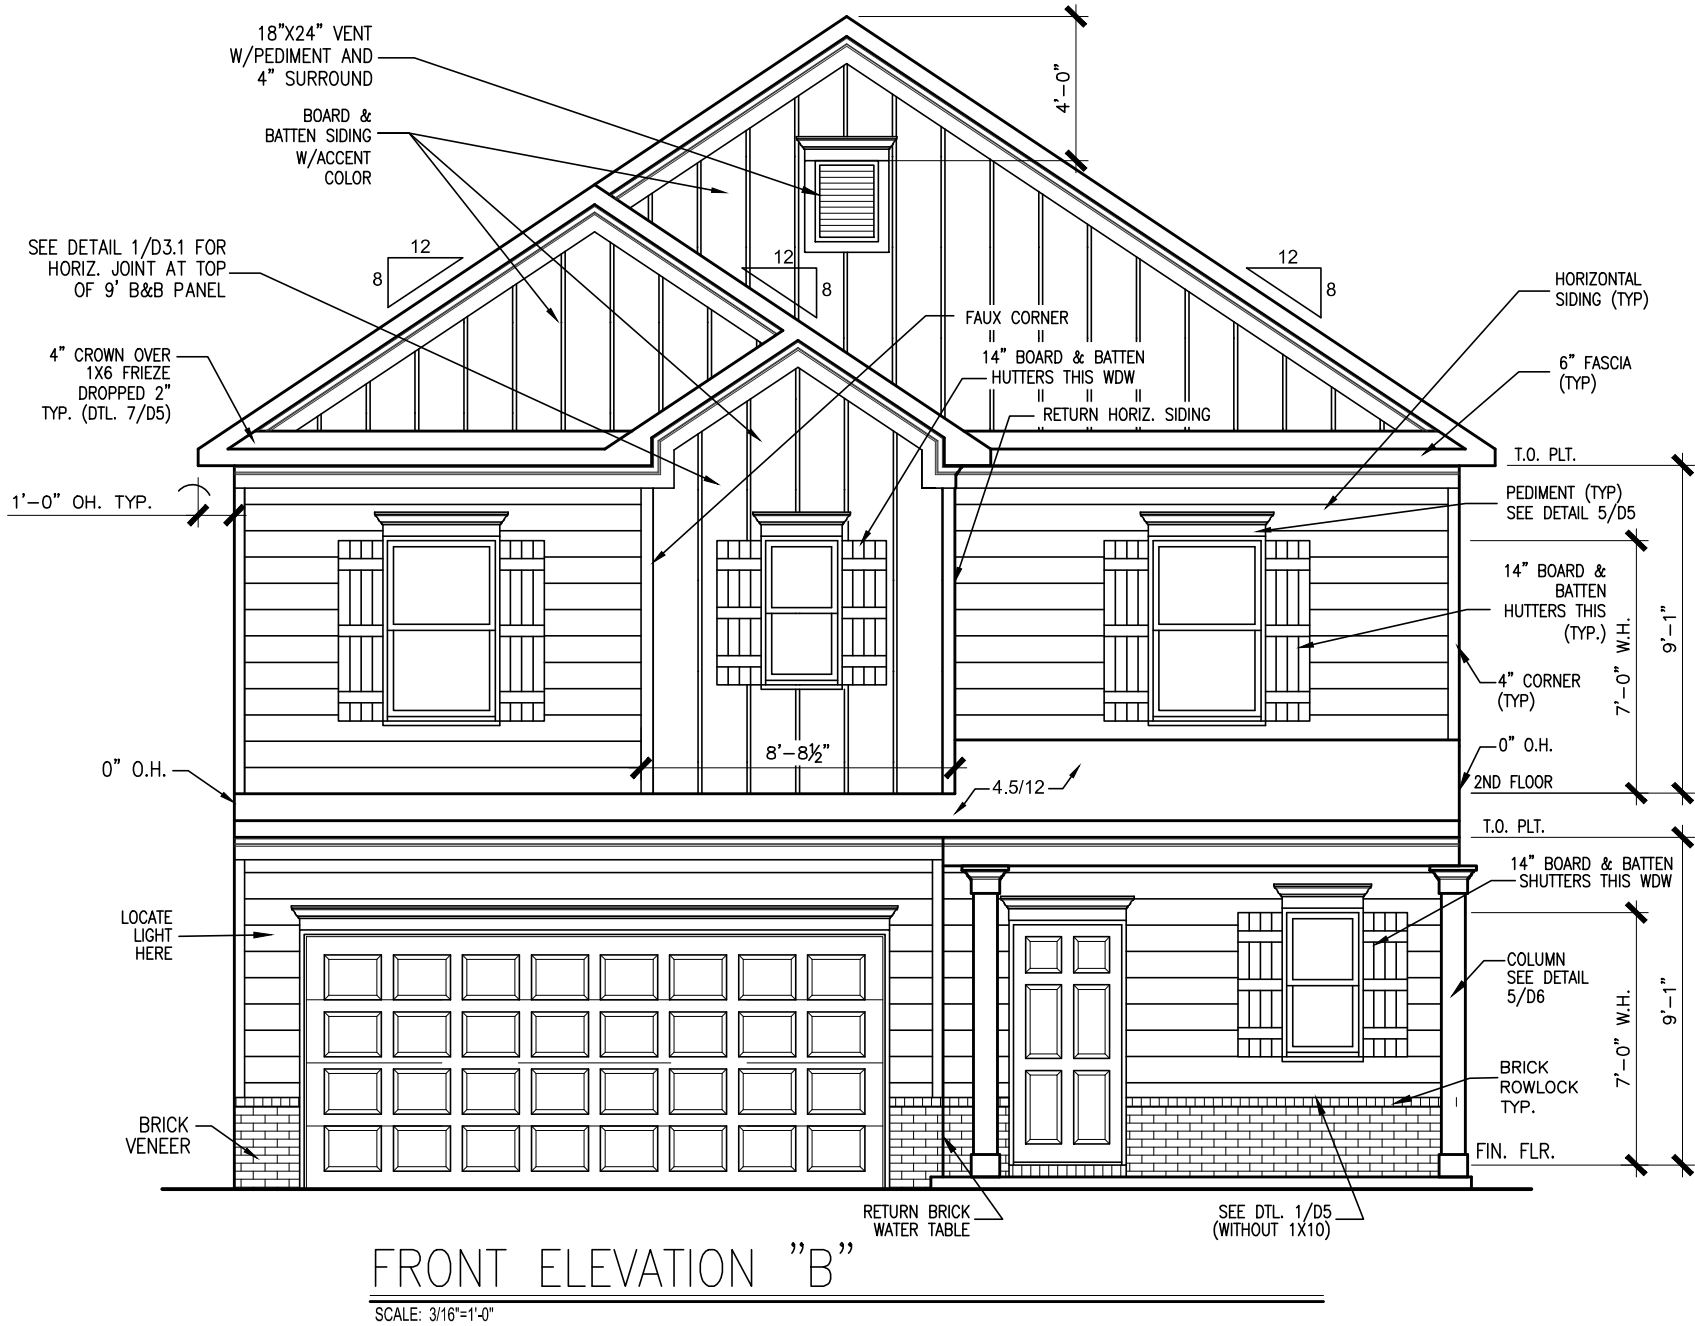 18"X24" VENT
W/PEDIMENT AND
4" SURROUND
BOARD &
BATTEN SIDING
W/ACCENT
COLOR
4'-0"
SEE DETAIL 1/D3.1 FOR
HORIZ. JOINT AT TOP
OF 9' B&B PANEL
12
8
12
8
12
8
4" CROWN OVER
1X6 FRIEZE
DROPPED 2"
TYP. (DTL. 7/D5)
FAUX CORNER
14" BOARD & BATTEN
HUTTERS THIS WDW
RETURN HORIZ. SIDING
HORIZONTAL
SIDING (TYP)
6" FASCIA
(TYP)
T.O. PLT.
1'-0" OH. TYP.
PEDIMENT (TYP)
SEE DETAIL 5/D5
14" BOARD &
BATTEN
HUTTERS THIS
(TYP.)
7'-0" W.H.
9'-1"
4" CORNER
(TYP)
8'-8½"
0" O.H.
0" O.H.
4.5/12
2ND FLOOR
T.O. PLT.
14" BOARD & BATTEN
SHUTTERS THIS WDW
LOCATE
LIGHT
HERE
COLUMN
SEE DETAIL
5/D6
7'-0" W.H.
9'-1"
BRICK
ROWLOCK
TYP.
BRICK
VENEER
FIN. FLR.
RETURN BRICK
WATER TABLE
SEE DTL. 1/D5
(WITHOUT 1X10)
FRONT ELEVATION "B"
SCALE: 3/16"=1'-0"